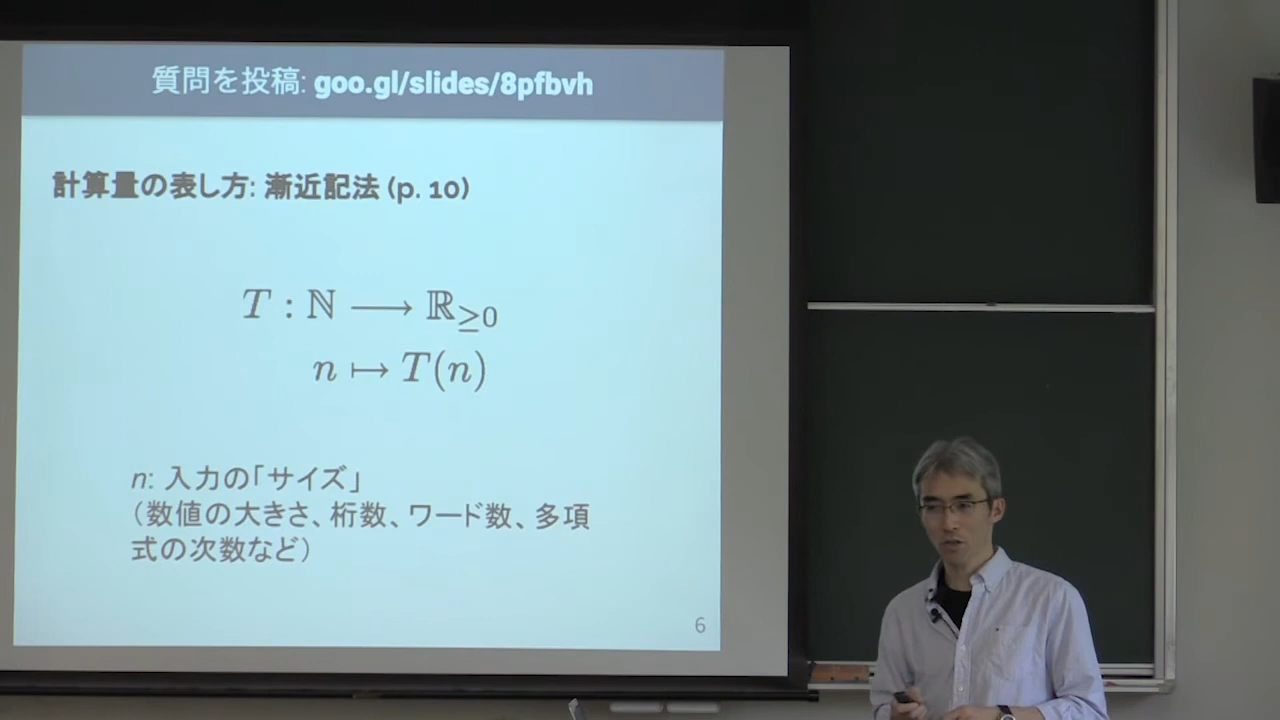 質問を投稿: goo.gl/slides/8pfbvh
計算量の表し方: 漸近記法 (p. 10)
T : ℕ ⟶ ℝ≥0
n ↦ T(n)
n: 入力の「サイズ」
（数値の大きさ、桁数、ワード数、多項
式の次数など）
6